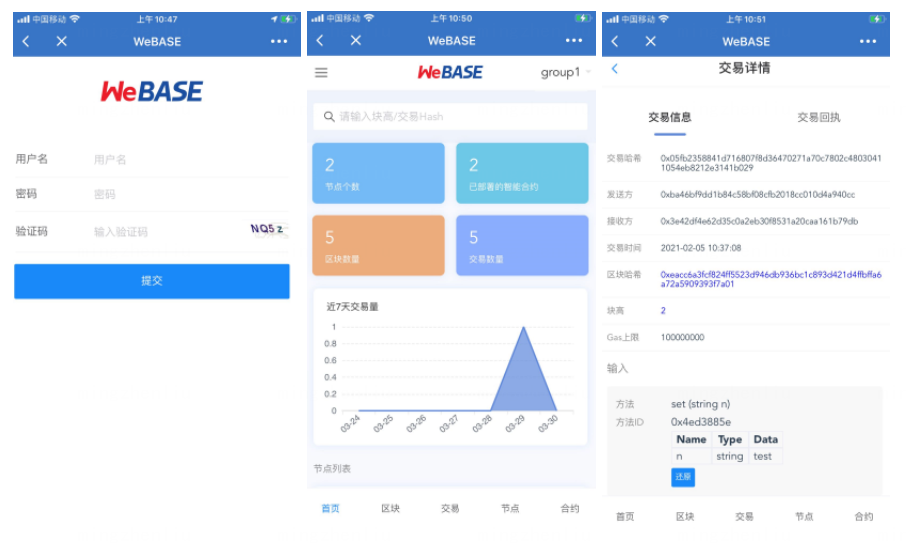 中国移动 上午10:47
WeBASE
WeBASE
用户名 用户名
密码 密码
验证码 输入验证码 NQ5z
提交
中国移动 上午10:50
WeBASE
WeBASE group1
请输入块高/交易Hash
2
节点个数
2
已部署的智能合约
5
区块数量
5
交易数量
近7天交易量
1
0.8
0.6
0.4
0.2
0
03-24 03-25 03-26 03-27 03-28 03-29 03-30
节点列表
首页 区块 交易 节点 合约
中国移动 上午10:51
WeBASE
交易详情
交易信息 交易回执
交易哈希 0x05fb2358841d716807f8d36470271a70c7802c4803041
1054eb8212e3141b029
发送方 0xba46bf9dd1b84c58bf08cfb2018cc010d4a940cc
接收方 0x3e42df4e62d35c0a2eb30f8531a20caa161b79db
交易时间 2021-02-05 10:37:08
区块哈希 0xeacc6a3fcf824ff5523d946db936bc1c893d421d4ffbffa6
a72a5909393f7a01
块高 2
Gas上限 100000000
输入
方法 set (string n)
方法ID 0x4ed3885e
Name Type Data
n string test
还原
首页 区块 交易 节点 合约